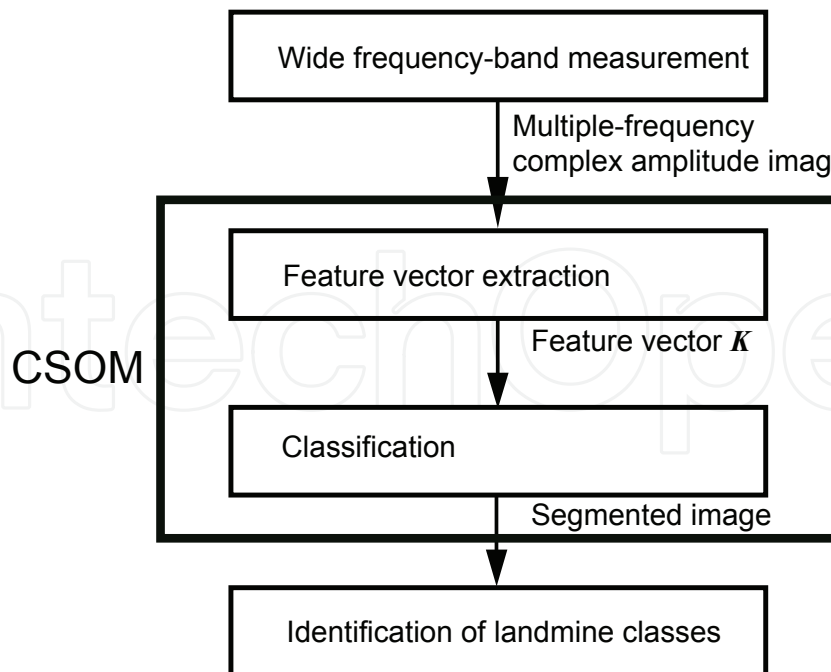 Wide frequency-band measurement
Multiple-frequency
complex amplitude imag
Feature vector extraction
Feature vector K
CSOM
Classification
Segmented image
Identification of landmine classes
ntechOpe